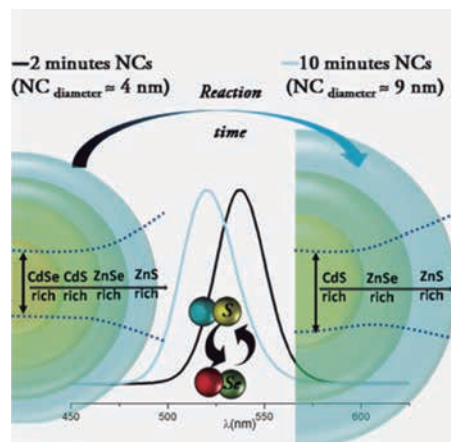 2 minutes NCs
(NC diameter ≈ 4 nm)
10 minutes NCs
(NC diameter ≈ 9 nm)
Reaction
time
CdSe CdS ZnSe ZnS
rich rich rich rich
CdS ZnSe ZnS
rich rich rich
S
Se
450 500 550 600
λ(nm)